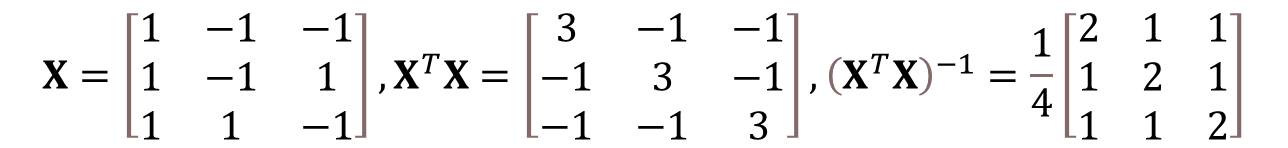 𝐗 = [1 −1 −1; 1 −1 1; 1 1 −1], 𝐗ᵀ𝐗 = [3 −1 −1; −1 3 −1; −1 −1 3], (𝐗ᵀ𝐗)⁻¹ = 1/4 [2 1 1; 1 2 1; 1 1 2]